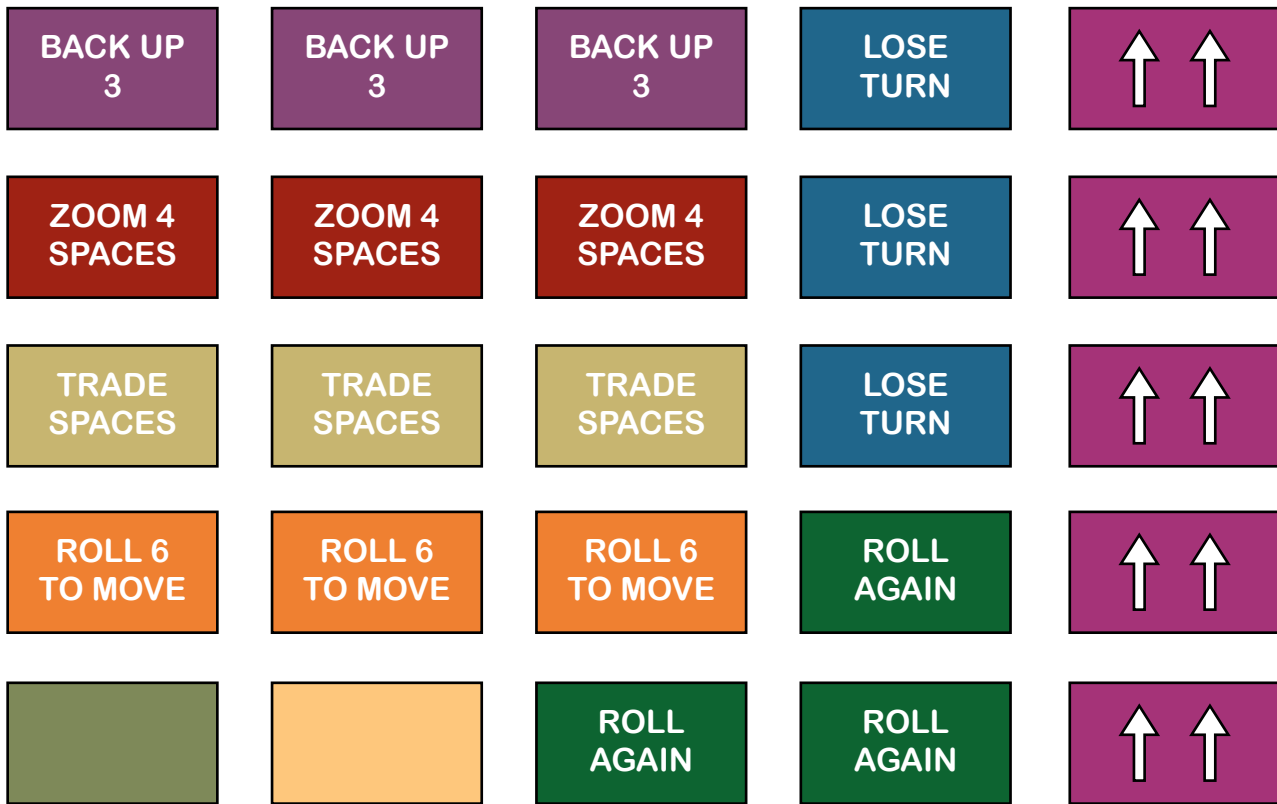 BACK UP
3
BACK UP
3
BACK UP
3
LOSE
TURN
ZOOM 4
SPACES
ZOOM 4
SPACES
ZOOM 4
SPACES
LOSE
TURN
TRADE
SPACES
TRADE
SPACES
TRADE
SPACES
LOSE
TURN
ROLL 6
TO MOVE
ROLL 6
TO MOVE
ROLL 6
TO MOVE
ROLL
AGAIN
ROLL
AGAIN
ROLL
AGAIN